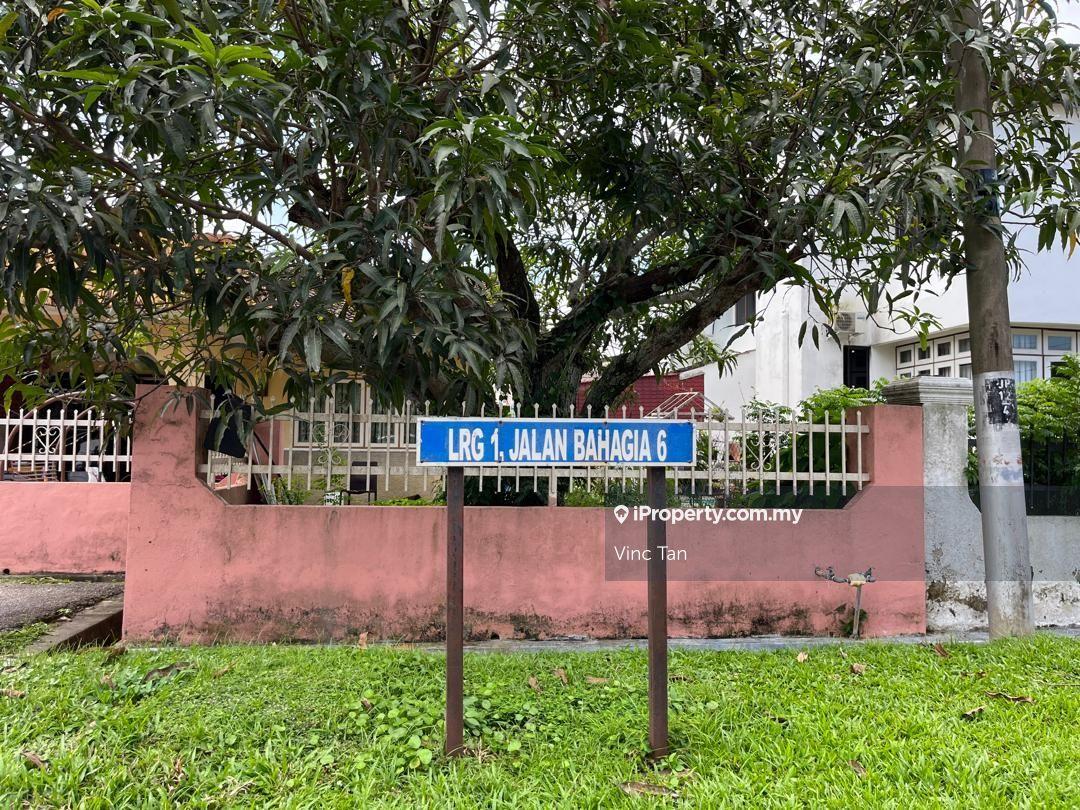 LRG 1, JALAN BAHAGIA 6
iProperty.com.my
Vinc Tan